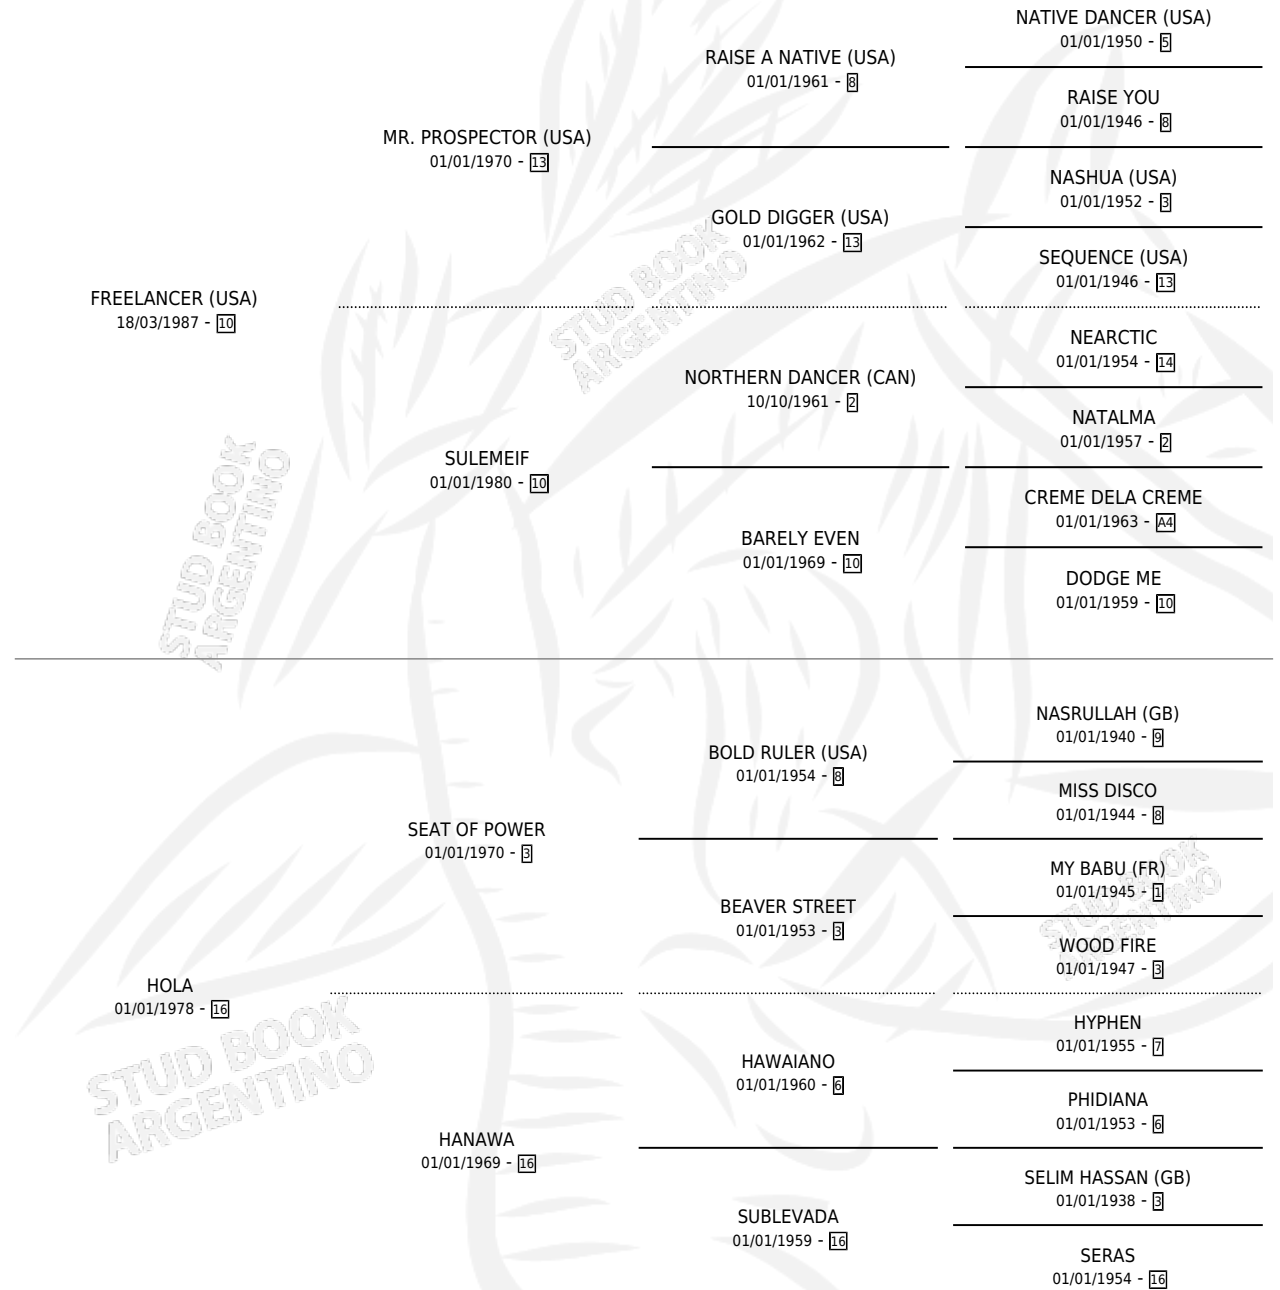 NATIVE DANCER (USA)
01/01/1950 - 5
RAISE A NATIVE (USA)
01/01/1961 - 8
RAISE YOU
01/01/1946 - 8
MR. PROSPECTOR (USA)
01/01/1970 - 13
NASHUA (USA)
01/01/1952 - 3
GOLD DIGGER (USA)
01/01/1962 - 13
SEQUENCE (USA)
01/01/1946 - 13
FREELANCER (USA)
18/03/1987 - 10
NEARCTIC
01/01/1954 - 14
NORTHERN DANCER (CAN)
10/10/1961 - 2
NATALMA
01/01/1957 - 2
SULEMEIF
01/01/1980 - 10
CREME DELA CREME
01/01/1963 - A4
BARELY EVEN
01/01/1969 - 10
DODGE ME
01/01/1959 - 10
NASRULLAH (GB)
01/01/1940 - 9
BOLD RULER (USA)
01/01/1954 - 8
MISS DISCO
01/01/1944 - 8
SEAT OF POWER
01/01/1970 - 3
MY BABU (FR)
01/01/1945 - 1
BEAVER STREET
01/01/1953 - 3
WOOD FIRE
01/01/1947 - 3
HOLA
01/01/1978 - 16
HYPHEN
01/01/1955 - 7
HAWAIANO
01/01/1960 - 6
PHIDIANA
01/01/1953 - 6
HANAWA
01/01/1969 - 16
SELIM HASSAN (GB)
01/01/1938 - 3
SUBLEVADA
01/01/1959 - 16
SERAS
01/01/1954 - 16
STUD BOOK
ARGENTINO
STUD BOOK
ARGENTINO
STUD BOOK
ARGENTINO
STUD BOOK
ARGENTINO